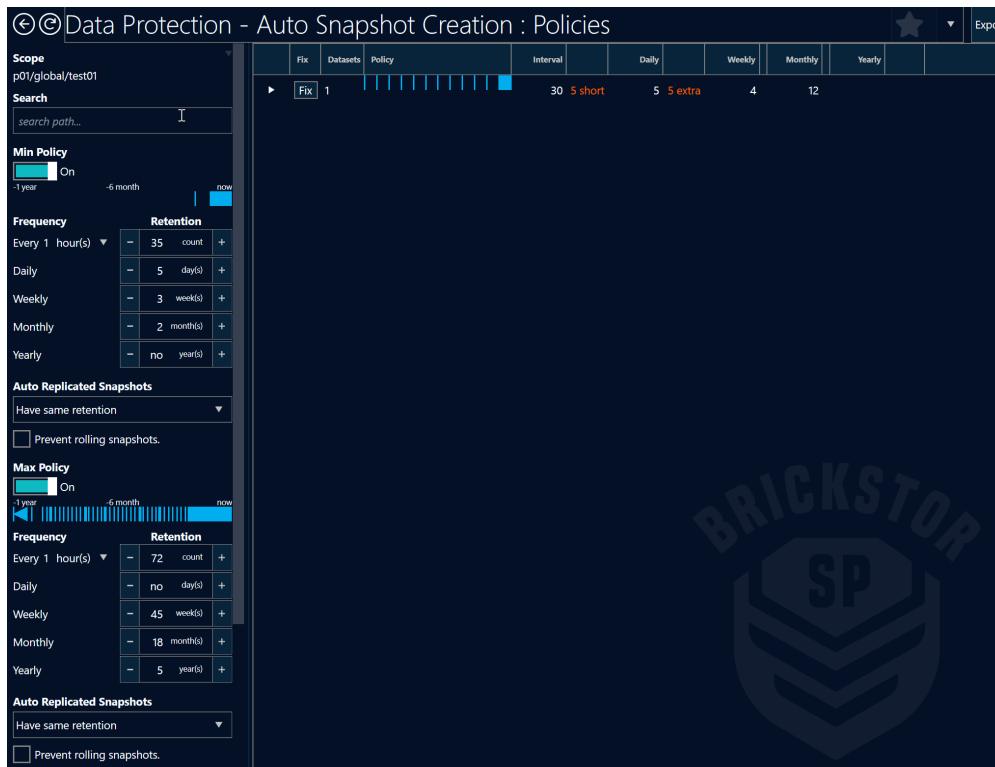 Data Protection - Auto Snapshot Creation : Policies
Scope
p01/global/test01
Search
search path...
Min Policy
On
-1 year -6 month now
Frequency Retention
Every 1 hour(s) - 35 count +
Daily - 5 day(s) +
Weekly - 3 week(s) +
Monthly - 2 month(s) +
Yearly - no year(s) +
Auto Replicated Snapshots
Have same retention
Prevent rolling snapshots.
Max Policy
On
-1 year -6 month now
Frequency Retention
Every 1 hour(s) - 72 count +
Daily - no day(s) +
Weekly - 45 week(s) +
Monthly - 18 month(s) +
Yearly - 5 year(s) +
Auto Replicated Snapshots
Have same retention
Prevent rolling snapshots.
Fix Datasets Policy Interval Daily Weekly Monthly Yearly
Fix 1 30 5 short 5 5 extra 4 12
BRICKSTOR
SP